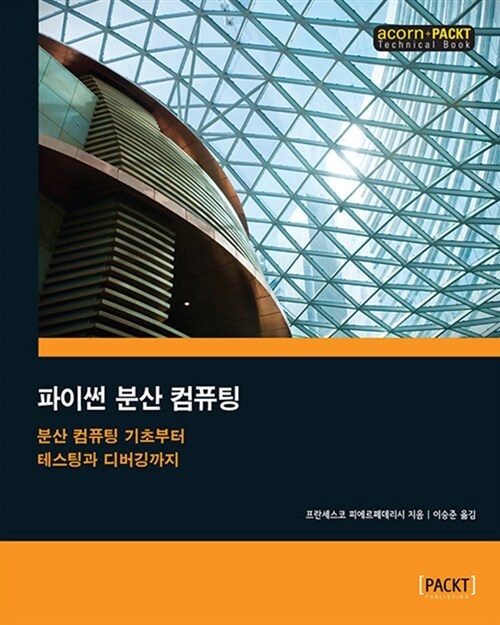 acorn+PACKT
Technical Book
파이썬 분산 컴퓨팅
분산 컴퓨팅 기초부터
테스팅과 디버깅까지
프란세스코 피에르페데리시 지음 | 이승준 옮김
[PACKT]
PUBLISHING